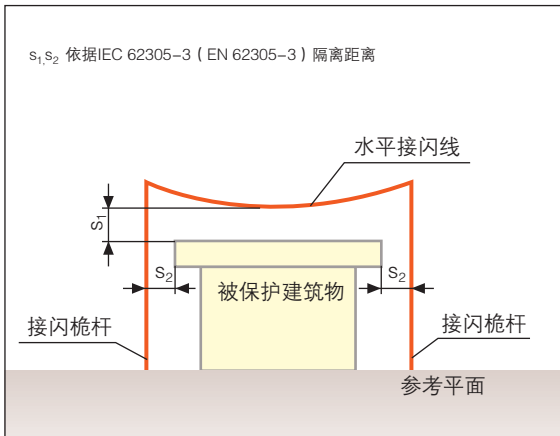 s₁,s₂ 依据IEC 62305-3（EN 62305-3）隔离距离
水平接闪线
s₁
s₂
s₂
被保护建筑物
接闪桅杆
接闪桅杆
参考平面